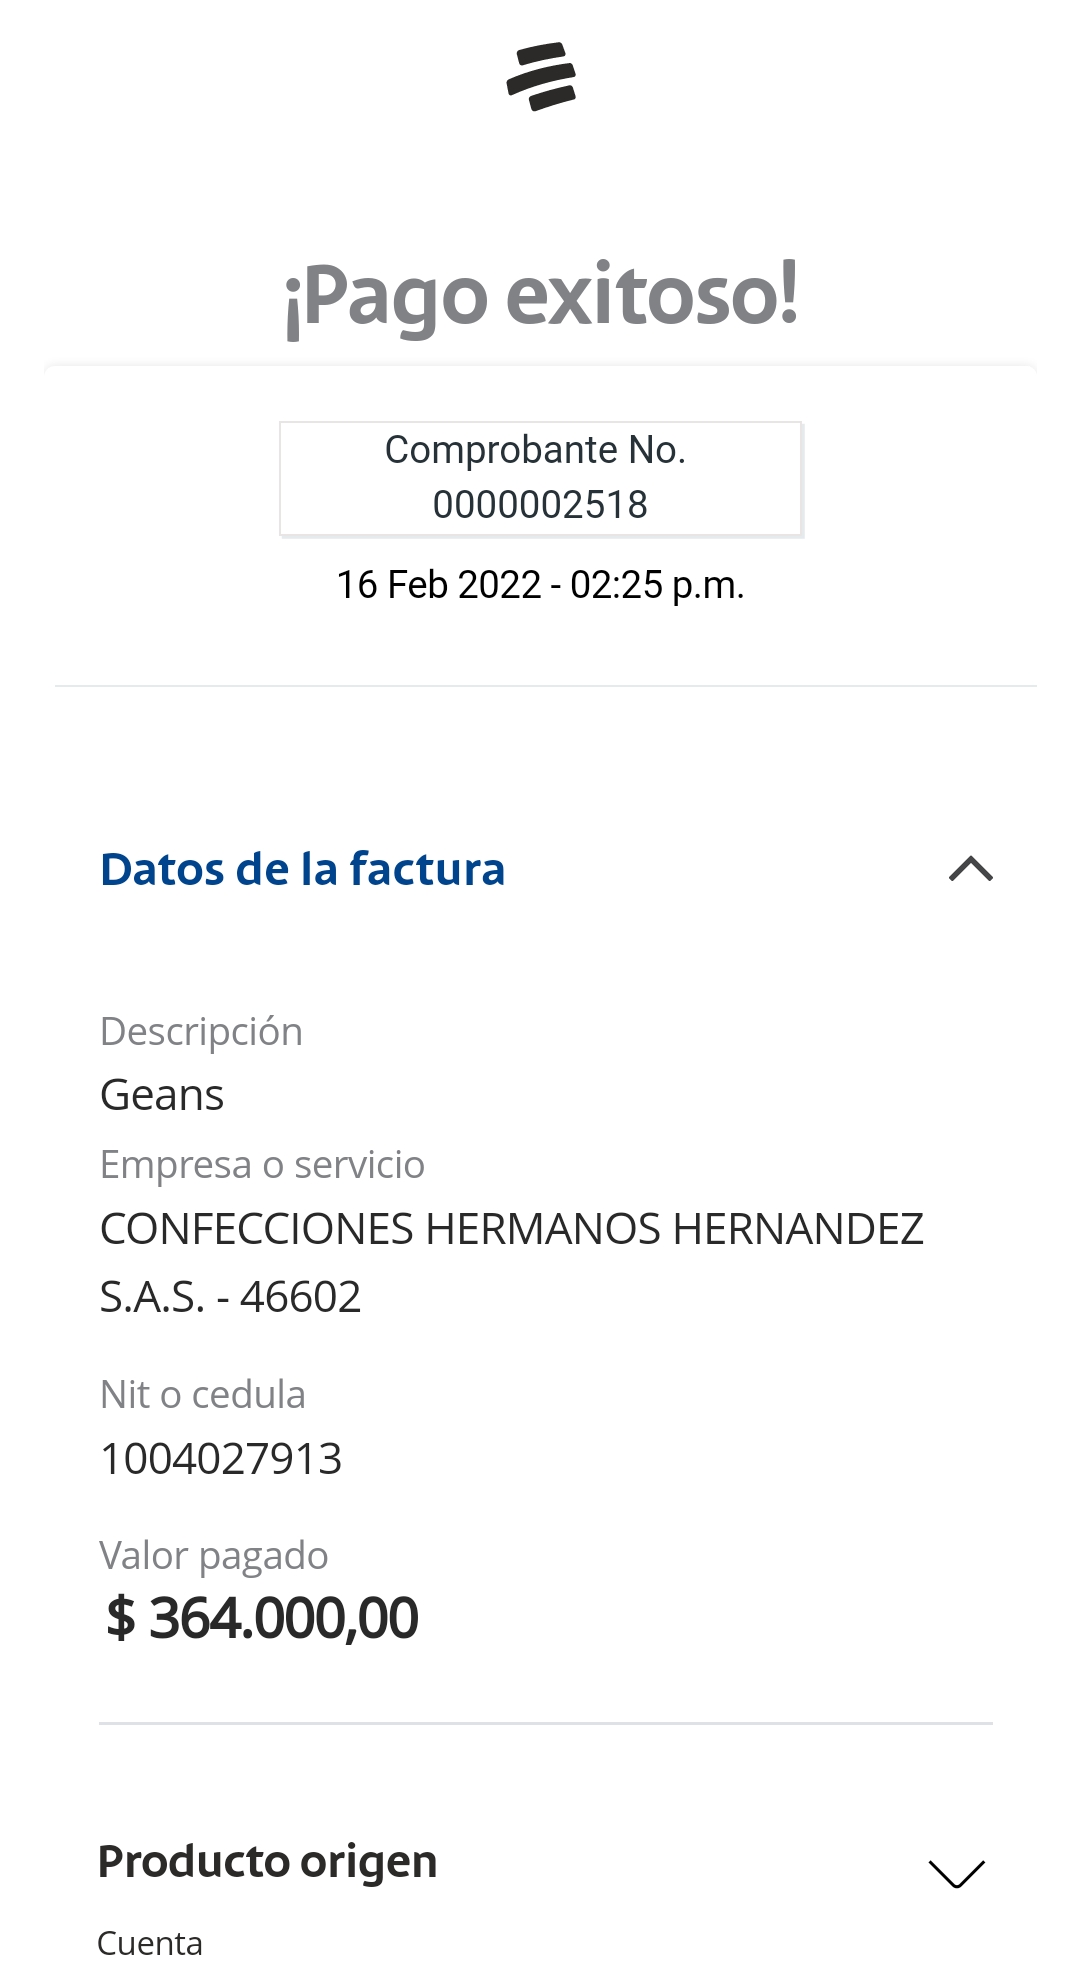 ¡Pago exitoso!
Comprobante No.
0000002518
16 Feb 2022 - 02:25 p.m.
Datos de la factura
Descripción
Geans
Empresa o servicio
CONFECCIONES HERMANOS HERNANDEZ
S.A.S. - 46602
Nit o cedula
1004027913
Valor pagado
$ 364.000,00
Producto origen
Cuenta